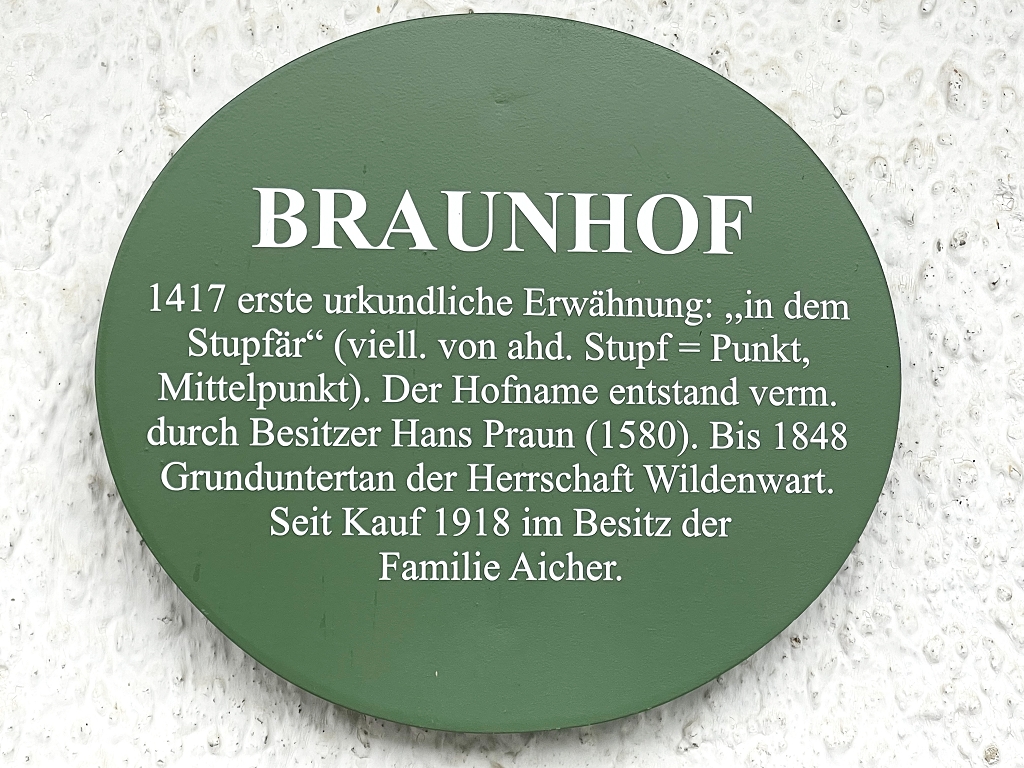 BRAUNHOF
1417 erste urkundliche Erwähnung: „in dem
Stupfär“ (viell. von ahd. Stupf = Punkt,
Mittelpunkt). Der Hofname entstand verm.
durch Besitzer Hans Praun (1580). Bis 1848
Grunduntertan der Herrschaft Wildenwart.
Seit Kauf 1918 im Besitz der
Familie Aicher.